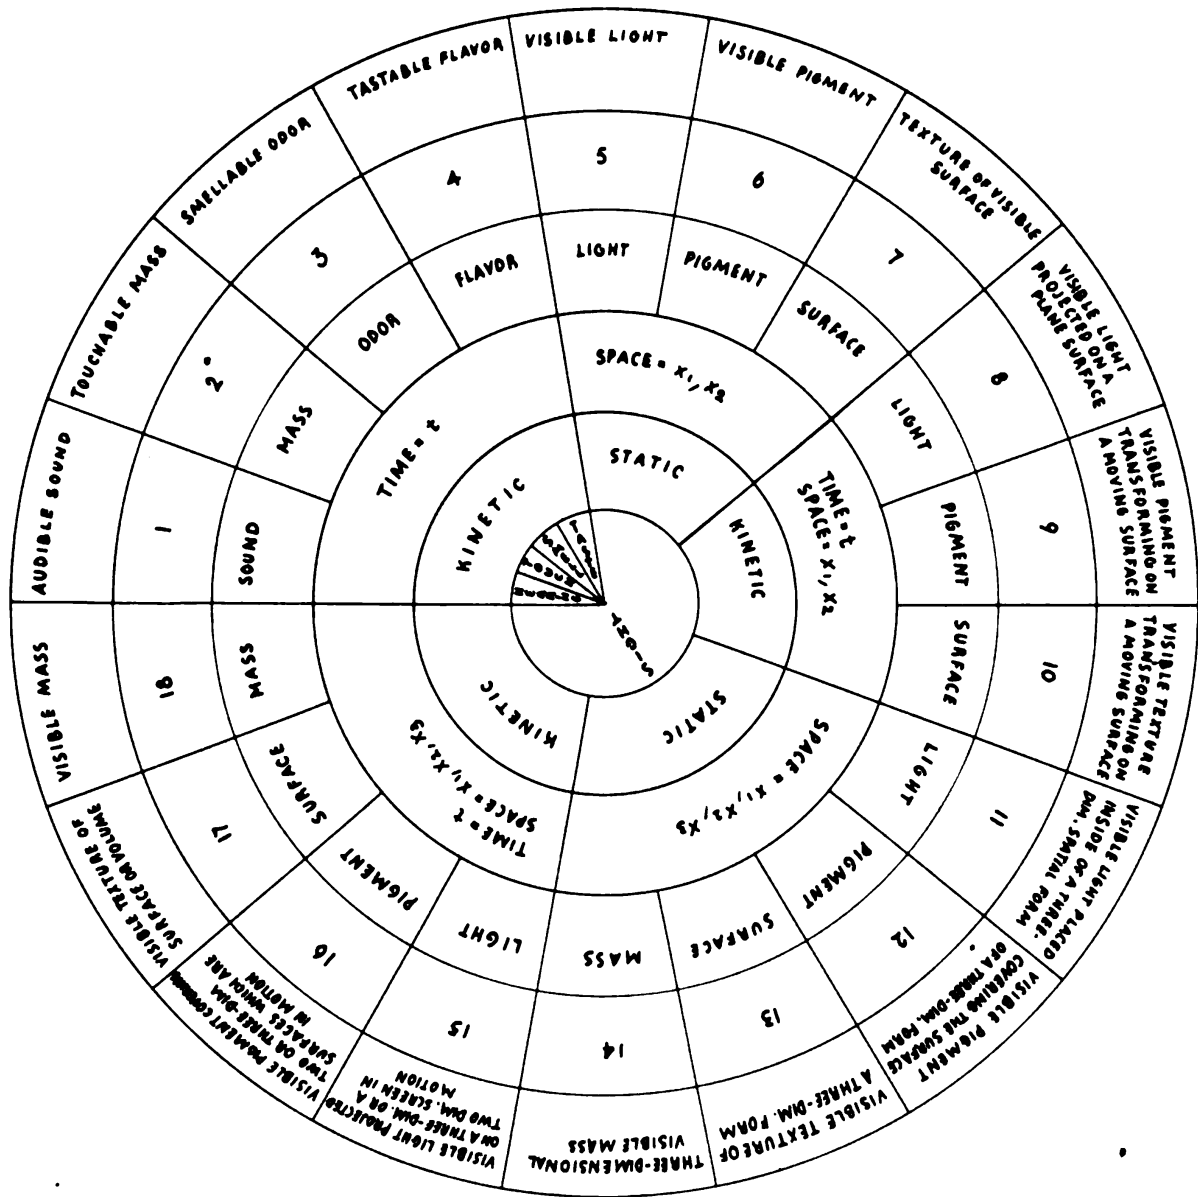 AUDIBLE SOUND
TOUCHABLE MASS
SMELLABLE ODOR
TASTABLE FLAVOR
VISIBLE LIGHT
VISIBLE PIGMENT
TEXTURE OF VISIBLE
SURFACE
VISIBLE LIGHT
PROJECTED ON A
PLANE SURFACE
VISIBLE PIGMENT
TRANSFORMING ON
A MOVING SURFACE
VISIBLE TEXTURE
TRANSFORMING ON
A MOVING SURFACE
VISIBLE LIGHT PLACED
INSIDE OF A THREE-
DIM. SPATIAL FORM
VISIBLE PIGMENT
COVERING THE SURFACE
OF A THREE-DIM. FORM
VISIBLE TEXTURE OF
A THREE-DIM. FORM
THREE-DIMENSIONAL
VISIBLE MASS
VISIBLE LIGHT PROJECTED
ON A THREE-DIM. OR A
TWO DIM. SCREEN IN
MOTION
VISIBLE PIGMENT COVERING
TWO OR THREE-DIM
SURFACES WHICH ARE
IN MOTION
VISIBLE TEXTURE OF
SURFACE OR VOLUME
VISIBLE MASS
1
2
3
4
5
6
7
8
9
10
11
12
13
14
15
16
17
18
SOUND
MASS
ODOR
FLAVOR
LIGHT
PIGMENT
SURFACE
LIGHT
PIGMENT
SURFACE
LIGHT
PIGMENT
SURFACE
MASS
LIGHT
PIGMENT
SURFACE
MASS
TIME = t
SPACE = X1, X2
TIME = t
SPACE = X1, X2
SPACE = X1, X2, X3
TIME = t
SPACE = X1, X2, X3
KINETIC
STATIC
KINETIC
STATIC
KINETIC
TOUCH
SMELL
TASTE
SIGHT